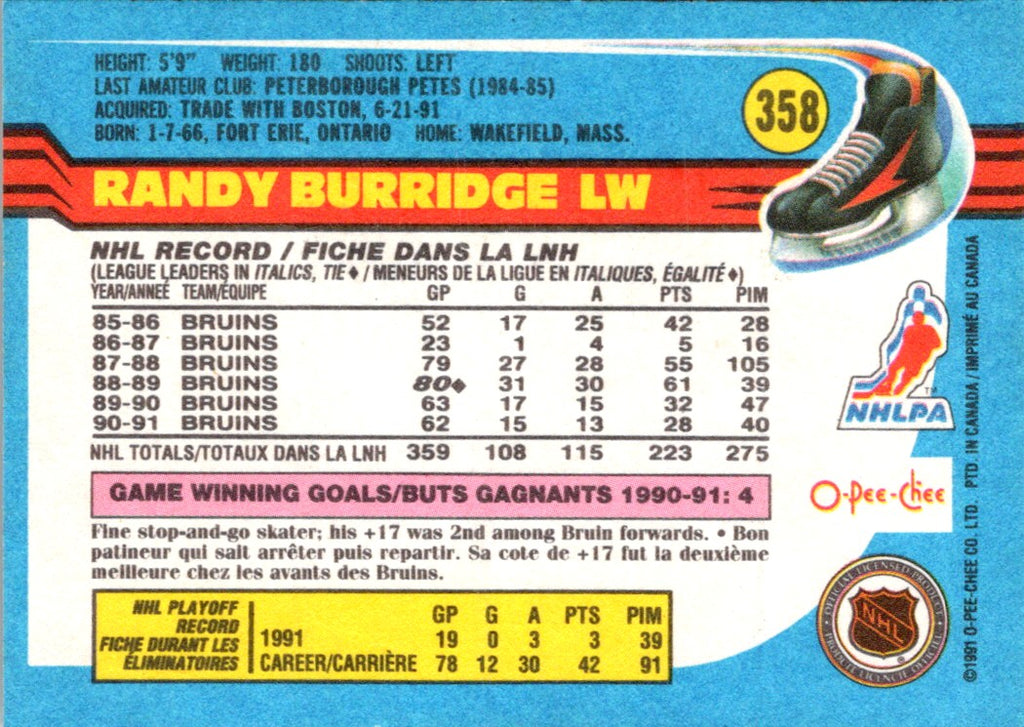 HEIGHT: 5'9" WEIGHT: 180 SHOOTS: LEFT
LAST AMATEUR CLUB: PETERBOROUGH PETES (1984-85)
ACQUIRED: TRADE WITH BOSTON, 6-21-91
BORN: 1-7-66, FORT ERIE, ONTARIO HOME: WAKEFIELD, MASS.
358
RANDY BURRIDGE LW
NHL RECORD / FICHE DANS LA LNH
(LEAGUE LEADERS IN ITALICS, TIE♦ / MENEURS DE LA LIGUE EN ITALIQUES, ÉGALITÉ♦)
YEAR/ANNÉE TEAM/ÉQUIPE GP G A PTS PIM
85-86 BRUINS 52 17 25 42 28
86-87 BRUINS 23 1 4 5 16
87-88 BRUINS 79 27 28 55 105
88-89 BRUINS 80♦ 31 30 61 39
89-90 BRUINS 63 17 15 32 47
90-91 BRUINS 62 15 13 28 40
NHL TOTALS/TOTAUX DANS LA LNH 359 108 115 223 275
GAME WINNING GOALS/BUTS GAGNANTS 1990-91: 4
Fine stop-and-go skater; his +17 was 2nd among Bruin forwards. • Bon
patineur qui sait arrêter puis repartir. Sa cote de +17 fut la deuxième
meilleure chez les avants des Bruins.
NHL PLAYOFF
RECORD
FICHE DURANT LES
ÉLIMINATOIRES
GP G A PTS PIM
1991 19 0 3 3 39
CAREER/CARRIÈRE 78 12 30 42 91
TM
NHLPA
O-Pee-Chee
OFFICIAL LICENSED PRODUCT
NHL
®
PRODUIT LICENCIÉ OFFICIEL
©1991 O-PEE-CHEE CO. LTD. PTD. IN CANADA / IMPRIMÉ AU CANADA